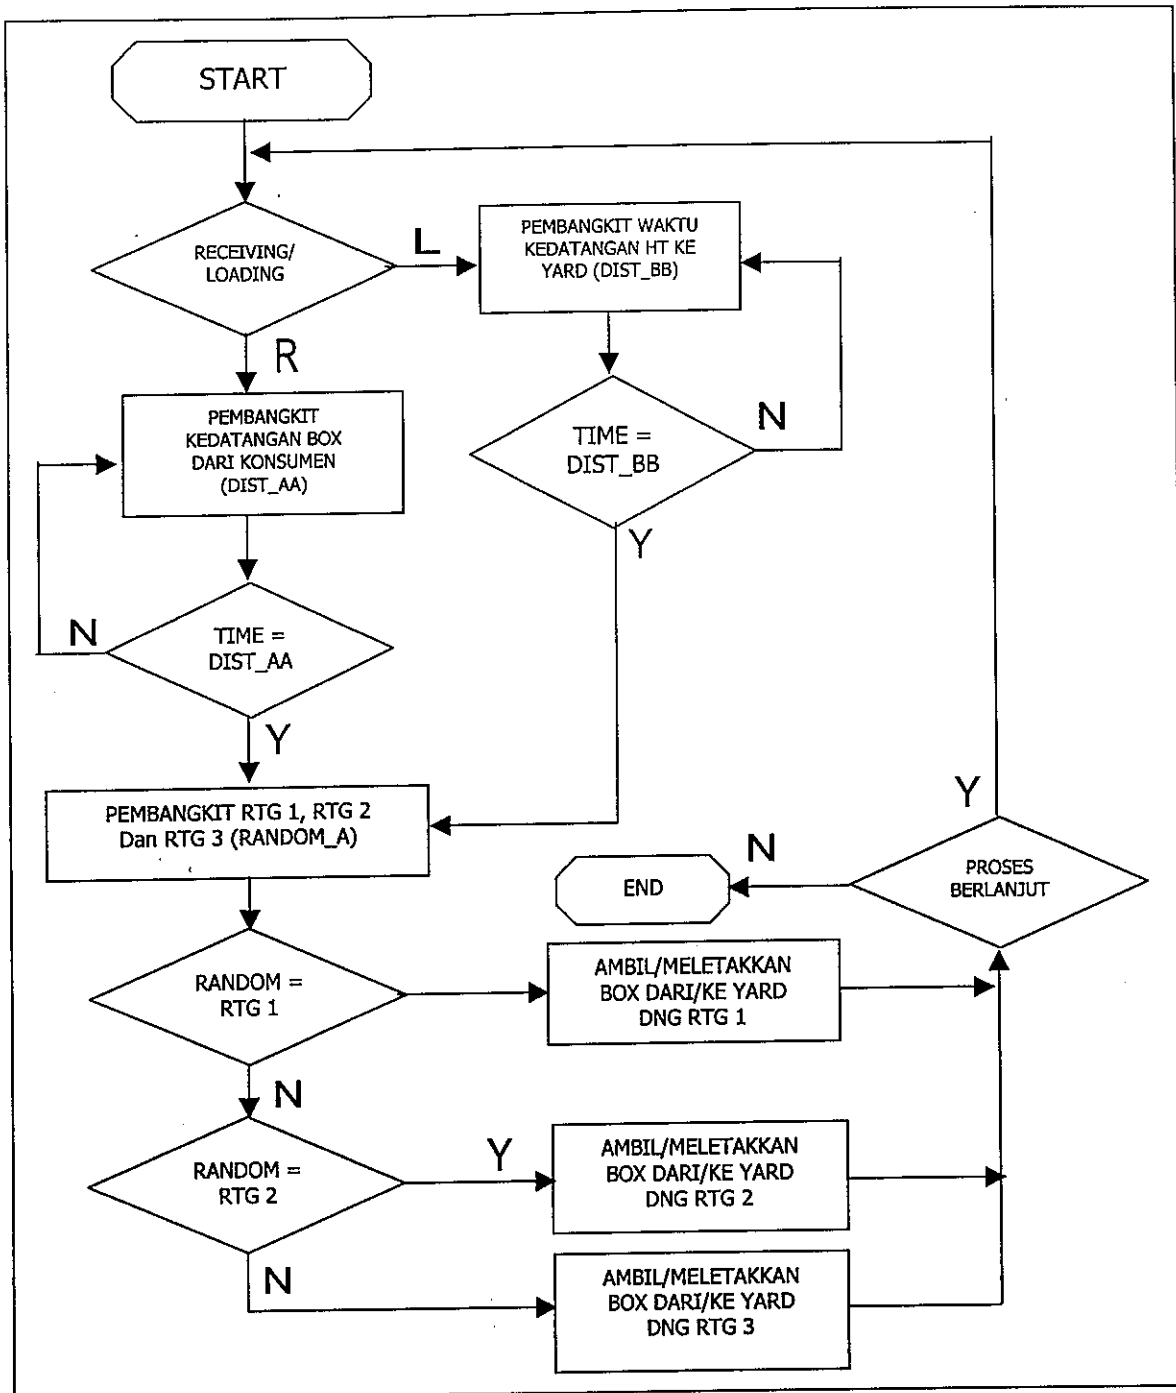 START
RECEIVING/
LOADING
L
PEMBANGKIT WAKTU
KEDATANGAN HT KE
YARD (DIST_BB)
R
PEMBANGKIT
KEDATANGAN BOX
DARI KONSUMEN
(DIST_AA)
TIME =
DIST_BB
N
Y
TIME =
DIST_AA
N
Y
PEMBANGKIT RTG 1, RTG 2
Dan RTG 3 (RANDOM_A)
PROSES
BERLANJUT
Y
N
END
RANDOM =
RTG 1
AMBIL/MELETAKKAN
BOX DARI/KE YARD
DNG RTG 1
N
RANDOM =
RTG 2
Y
AMBIL/MELETAKKAN
BOX DARI/KE YARD
DNG RTG 2
N
AMBIL/MELETAKKAN
BOX DARI/KE YARD
DNG RTG 3